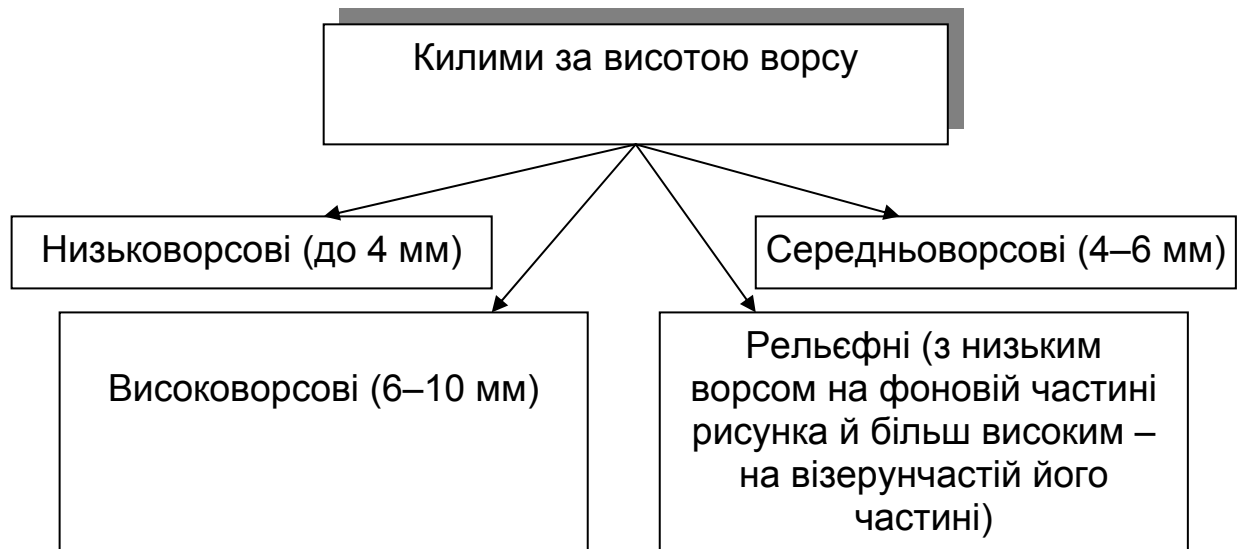 Килими за висотою ворсу
Низьковорсові (до 4 мм)
Середньоворсові (4–6 мм)
Високоворсові (6–10 мм)
Рельєфні (з низьким
ворсом на фоновій частині
рисунка й більш високим –
на візерунчастій його
частині)